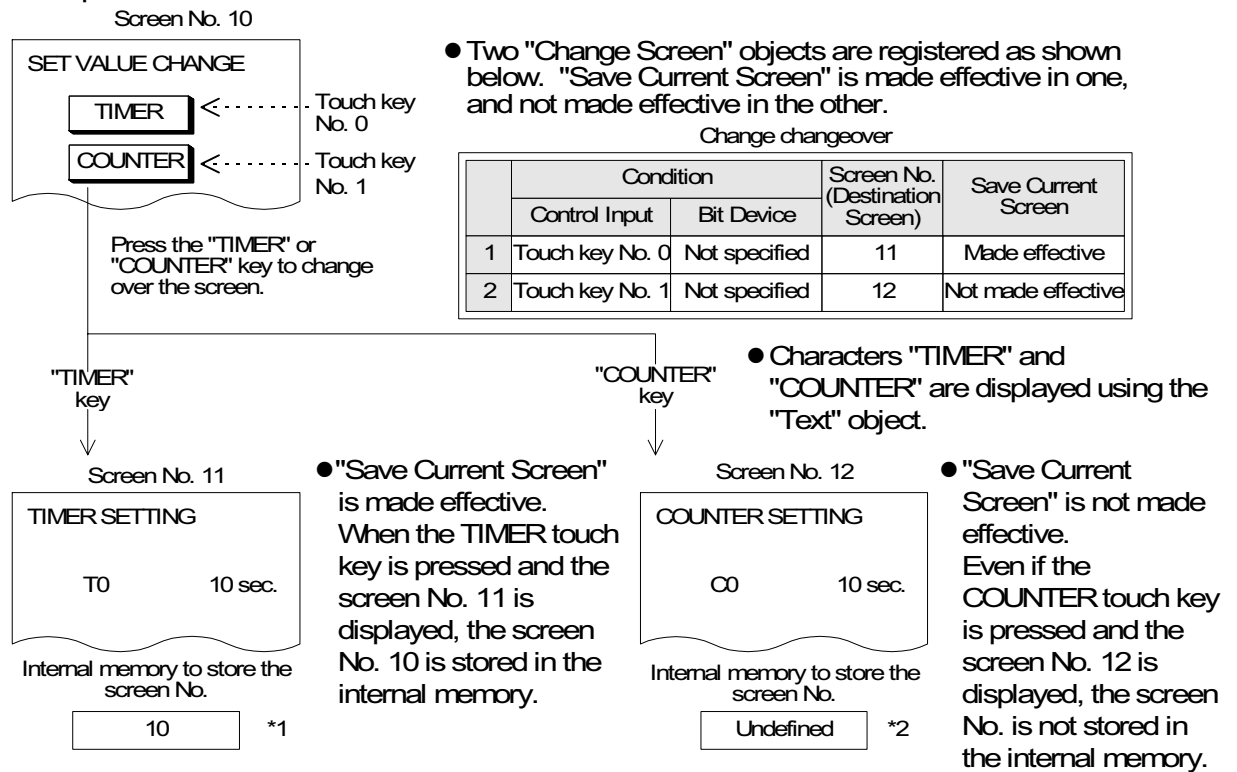 Screen No. 10
SET VALUE CHANGE
TIMER
COUNTER
Touch key
No. 0
Touch key
No. 1
Press the "TIMER" or
"COUNTER" key to change
over the screen.
● Two "Change Screen" objects are registered as shown
below. "Save Current Screen" is made effective in one,
and not made effective in the other.
Change changeover
Condition
Screen No.
(Destination
Screen)
Save Current
Screen
Control Input Bit Device
1 Touch key No. 0 Not specified 11 Made effective
2 Touch key No. 1 Not specified 12 Not made effective
"TIMER"
key
"COUNTER"
key
● Characters "TIMER" and
"COUNTER" are displayed using the
"Text" object.
Screen No. 11
TIMER SETTING
T0 10 sec.
Internal memory to store the
screen No.
10 *1
● "Save Current Screen"
is made effective.
When the TIMER touch
key is pressed and the
screen No. 11 is
displayed, the screen
No. 10 is stored in the
internal memory.
Screen No. 12
COUNTER SETTING
C0 10 sec.
Internal memory to store the
screen No.
Undefined *2
● "Save Current
Screen" is not made
effective.
Even if the
COUNTER touch key
is pressed and the
screen No. 12 is
displayed, the screen
No. is not stored in
the internal memory.